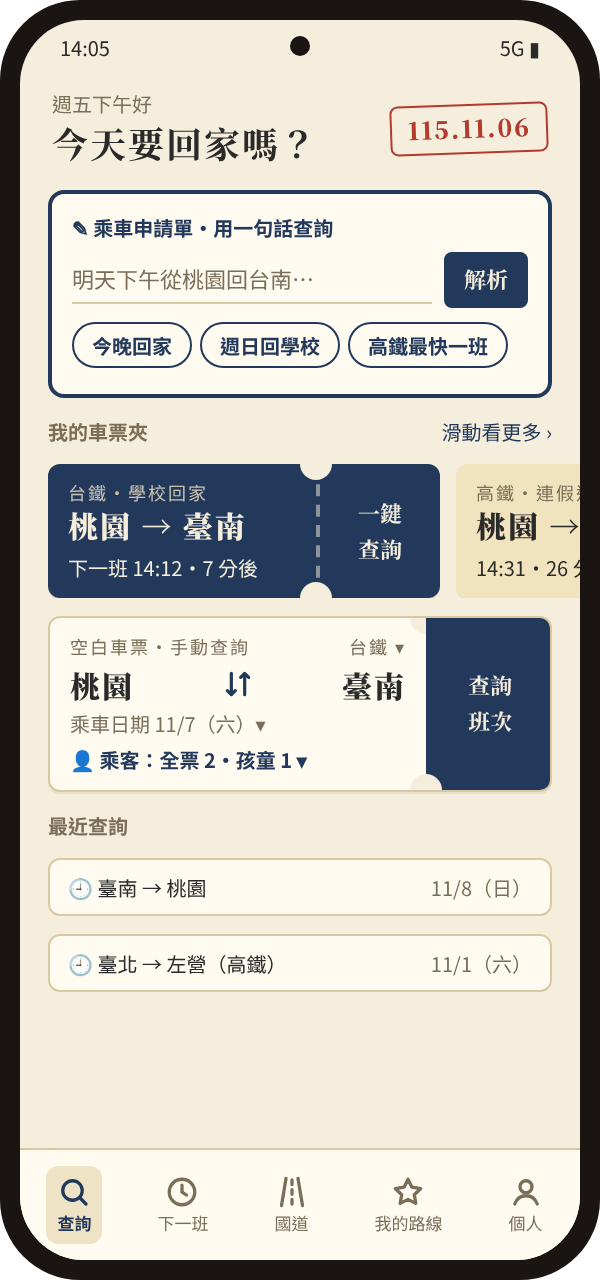 14:05
5G
週五下午好
今天要回家嗎？
115.11.06
✎ 乘車申請單・用一句話查詢
明天下午從桃園回台南⋯
解析
今晚回家
週日回學校
高鐵最快一班
我的車票夾
滑動看更多 ›
台鐵・學校回家
桃園 → 臺南
下一班 14:12・7 分後
一鍵
查詢
高鐵・連假
桃園 →
14:31・26
空白車票・手動查詢
台鐵 ▾
桃園
臺南
乘車日期 11/7（六）▾
👤 乘客：全票 2・孩童 1 ▾
查詢
班次
最近查詢
🕘 臺南 → 桃園
11/8（日）
🕘 臺北 → 左營（高鐵）
11/1（六）
查詢
下一班
國道
我的路線
個人